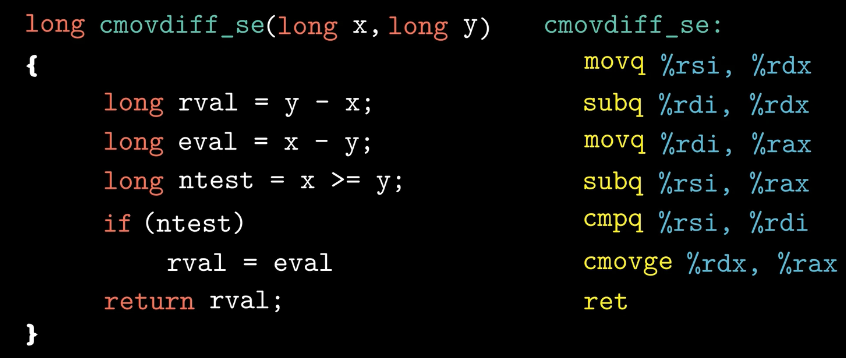 long cmovdiff_se(long x, long y)
{
long rval = y - x;
long eval = x - y;
long ntest = x >= y;
if (ntest)
rval = eval
return rval;
}
cmovdiff_se:
movq %rsi, %rdx
subq %rdi, %rdx
movq %rdi, %rax
subq %rsi, %rax
cmpq %rsi, %rdi
cmovge %rdx, %rax
ret